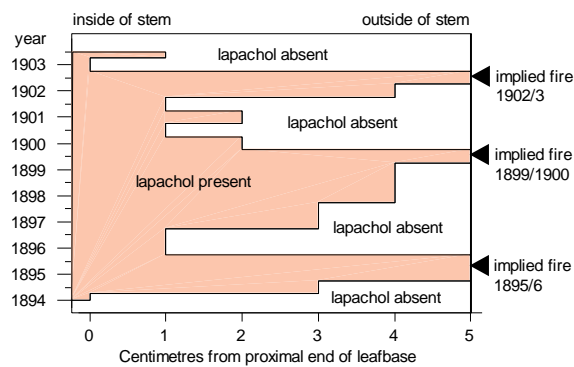 inside of stem
outside of stem
year
1903
1902
1901
1900
1899
1898
1897
1896
1895
1894
lapachol absent
implied fire
1902/3
lapachol absent
implied fire
1899/1900
lapachol present
lapachol absent
implied fire
1895/6
lapachol absent
0 1 2 3 4 5
Centimetres from proximal end of leafbase